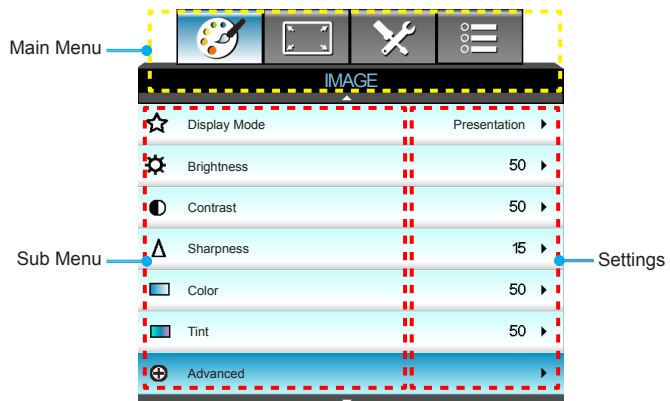 Main Menu
IMAGE
Display Mode Presentation
Brightness 50
Contrast 50
Sharpness 15
Sub Menu
Settings
Color 50
Tint 50
Advanced